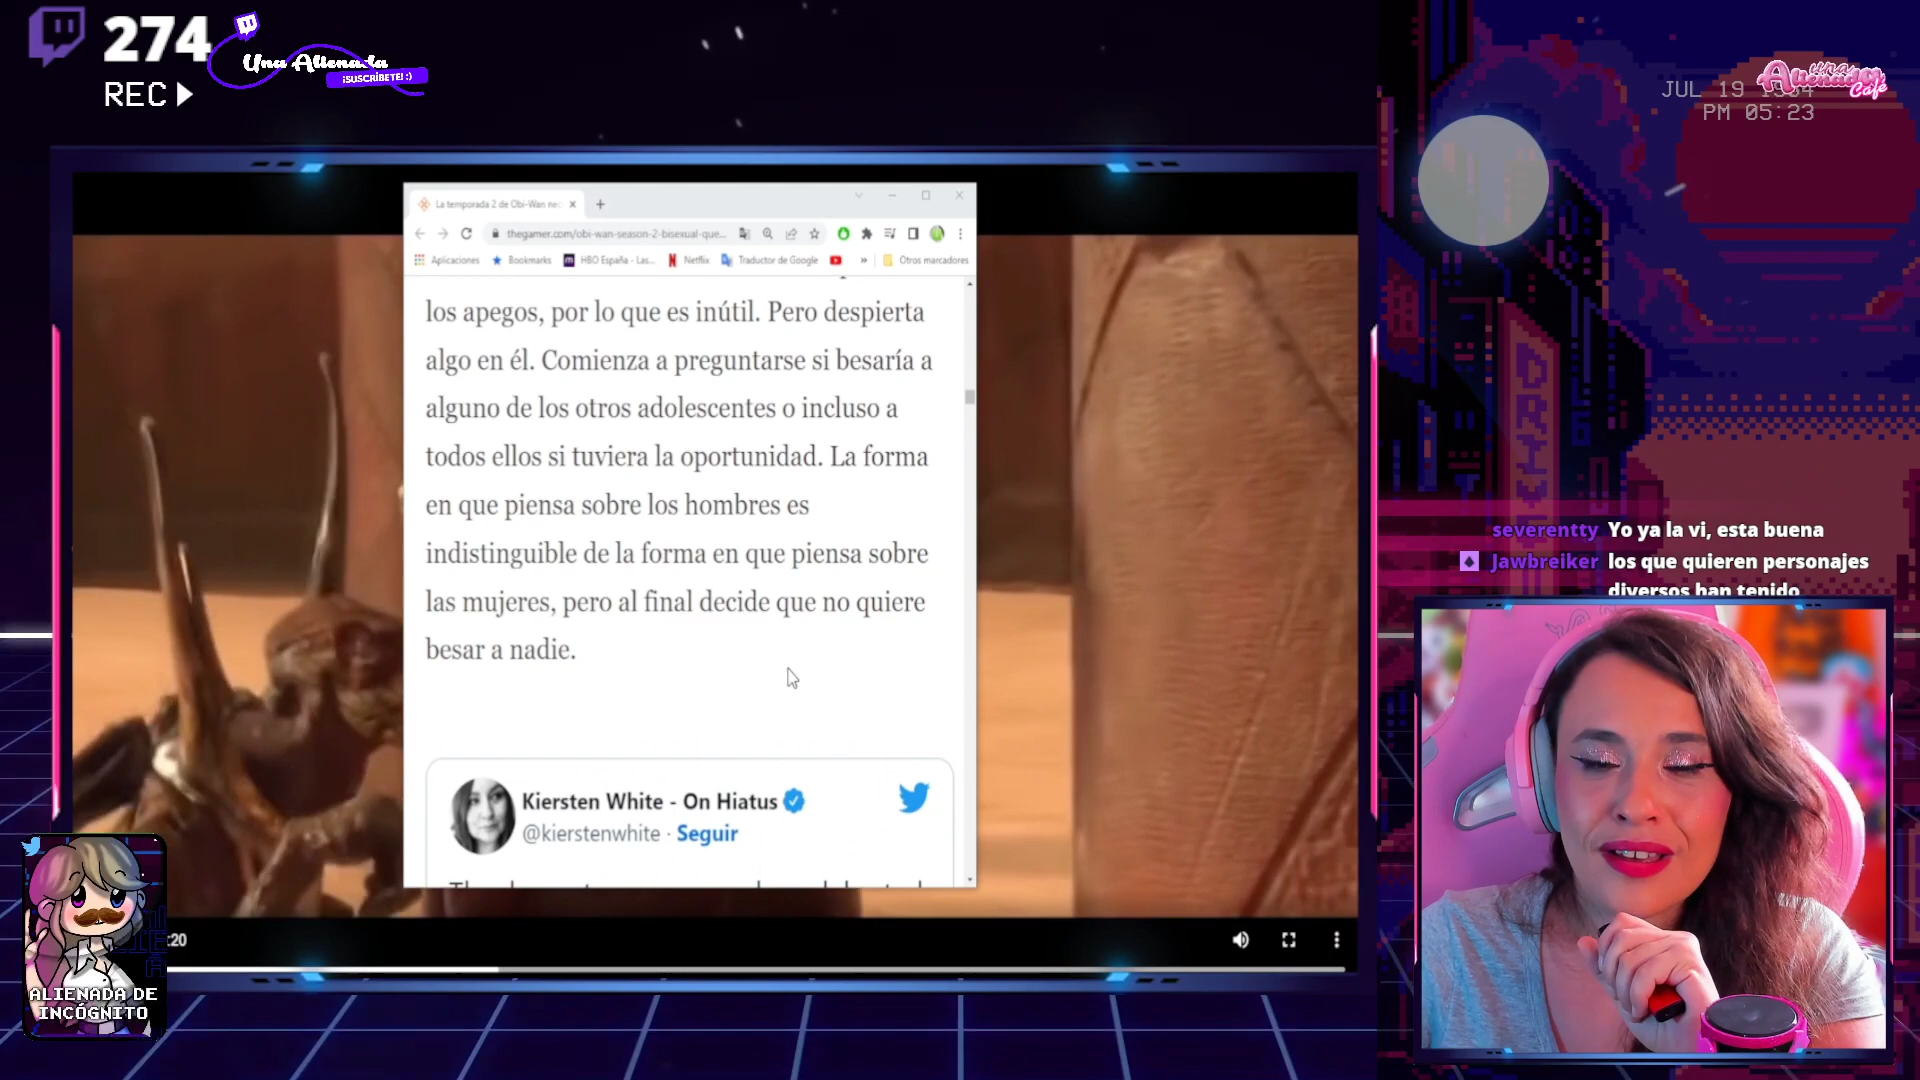 274
REC
Una Alienada
¡SUSCRÍBETE! :)
una
Alienada
Café
JUL 19
PM 05:23
La temporada 2 de Obi-Wan nec
thegamer.com/obi-wan-season-2-bisexual-que...
Aplicaciones
Bookmarks
HBO España - Las...
Netflix
Traductor de Google
»
Otros marcadores
los apegos, por lo que es inútil. Pero despierta
algo en él. Comienza a preguntarse si besaría a
alguno de los otros adolescentes o incluso a
todos ellos si tuviera la oportunidad. La forma
en que piensa sobre los hombres es
indistinguible de la forma en que piensa sobre
las mujeres, pero al final decide que no quiere
besar a nadie.
Kiersten White - On Hiatus
@kierstenwhite · Seguir
severentty Yo ya la vi, esta buena
Jawbreiker los que quieren personajes
diversos han tenido
:20
ALIENADA DE
INCÓGNITO